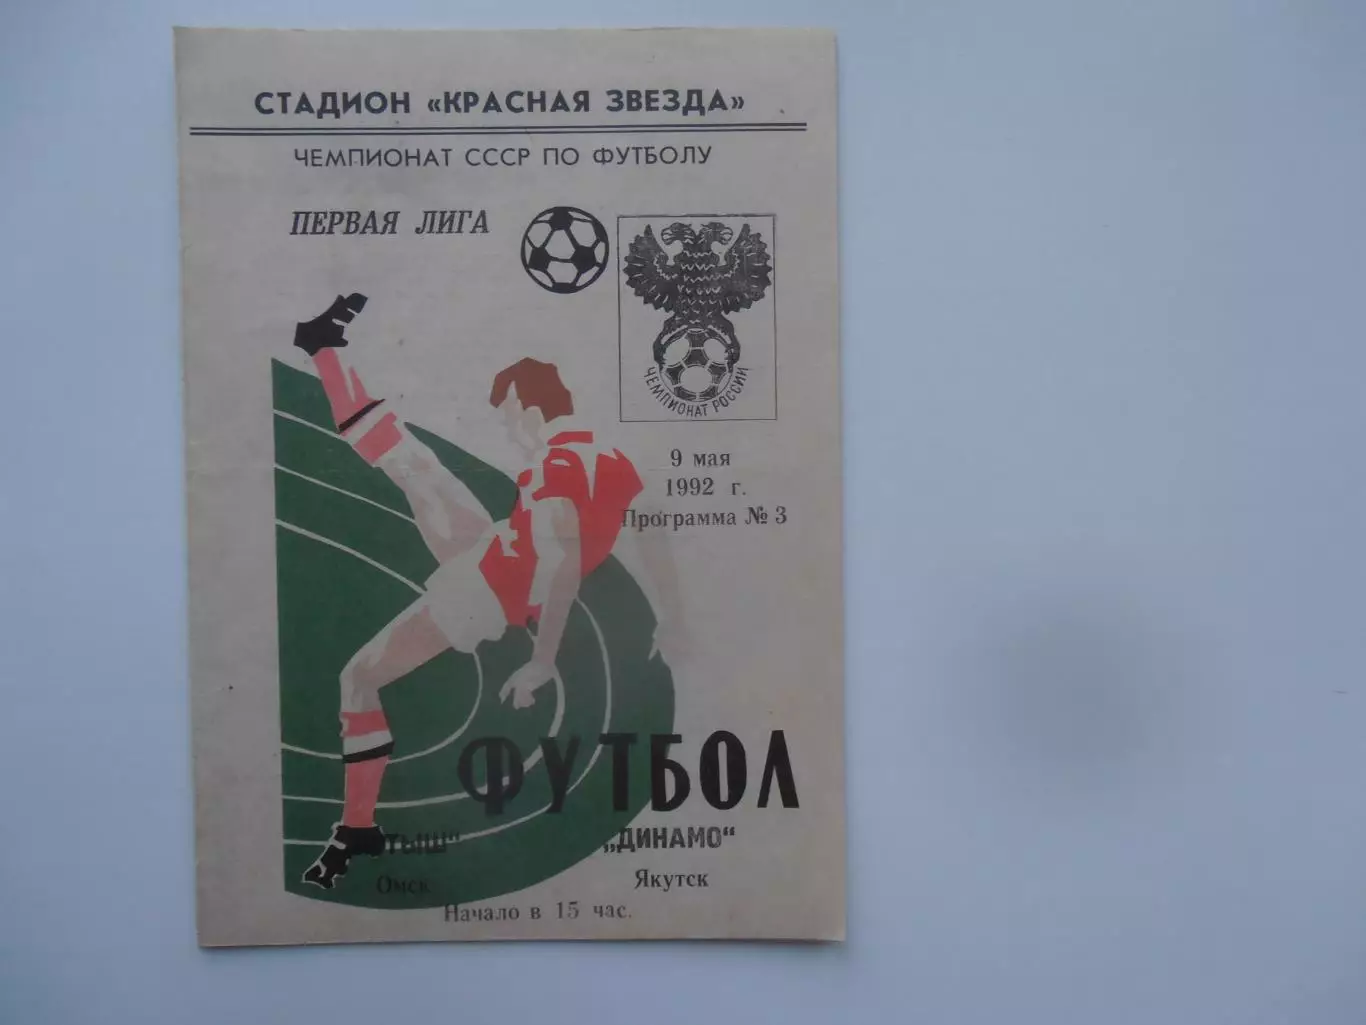 СТАДИОН «КРАСНАЯ ЗВЕЗДА»
ЧЕМПИОНАТ СССР ПО ФУТБОЛУ
ПЕРВАЯ ЛИГА
ЧЕМПИОНАТ РОССИИ
9 мая
1992 г.
Программа № 3
ФУТБОЛ
ТЫШ" „ДИНАМО"
Омск Якутск
Начало в 15 час.